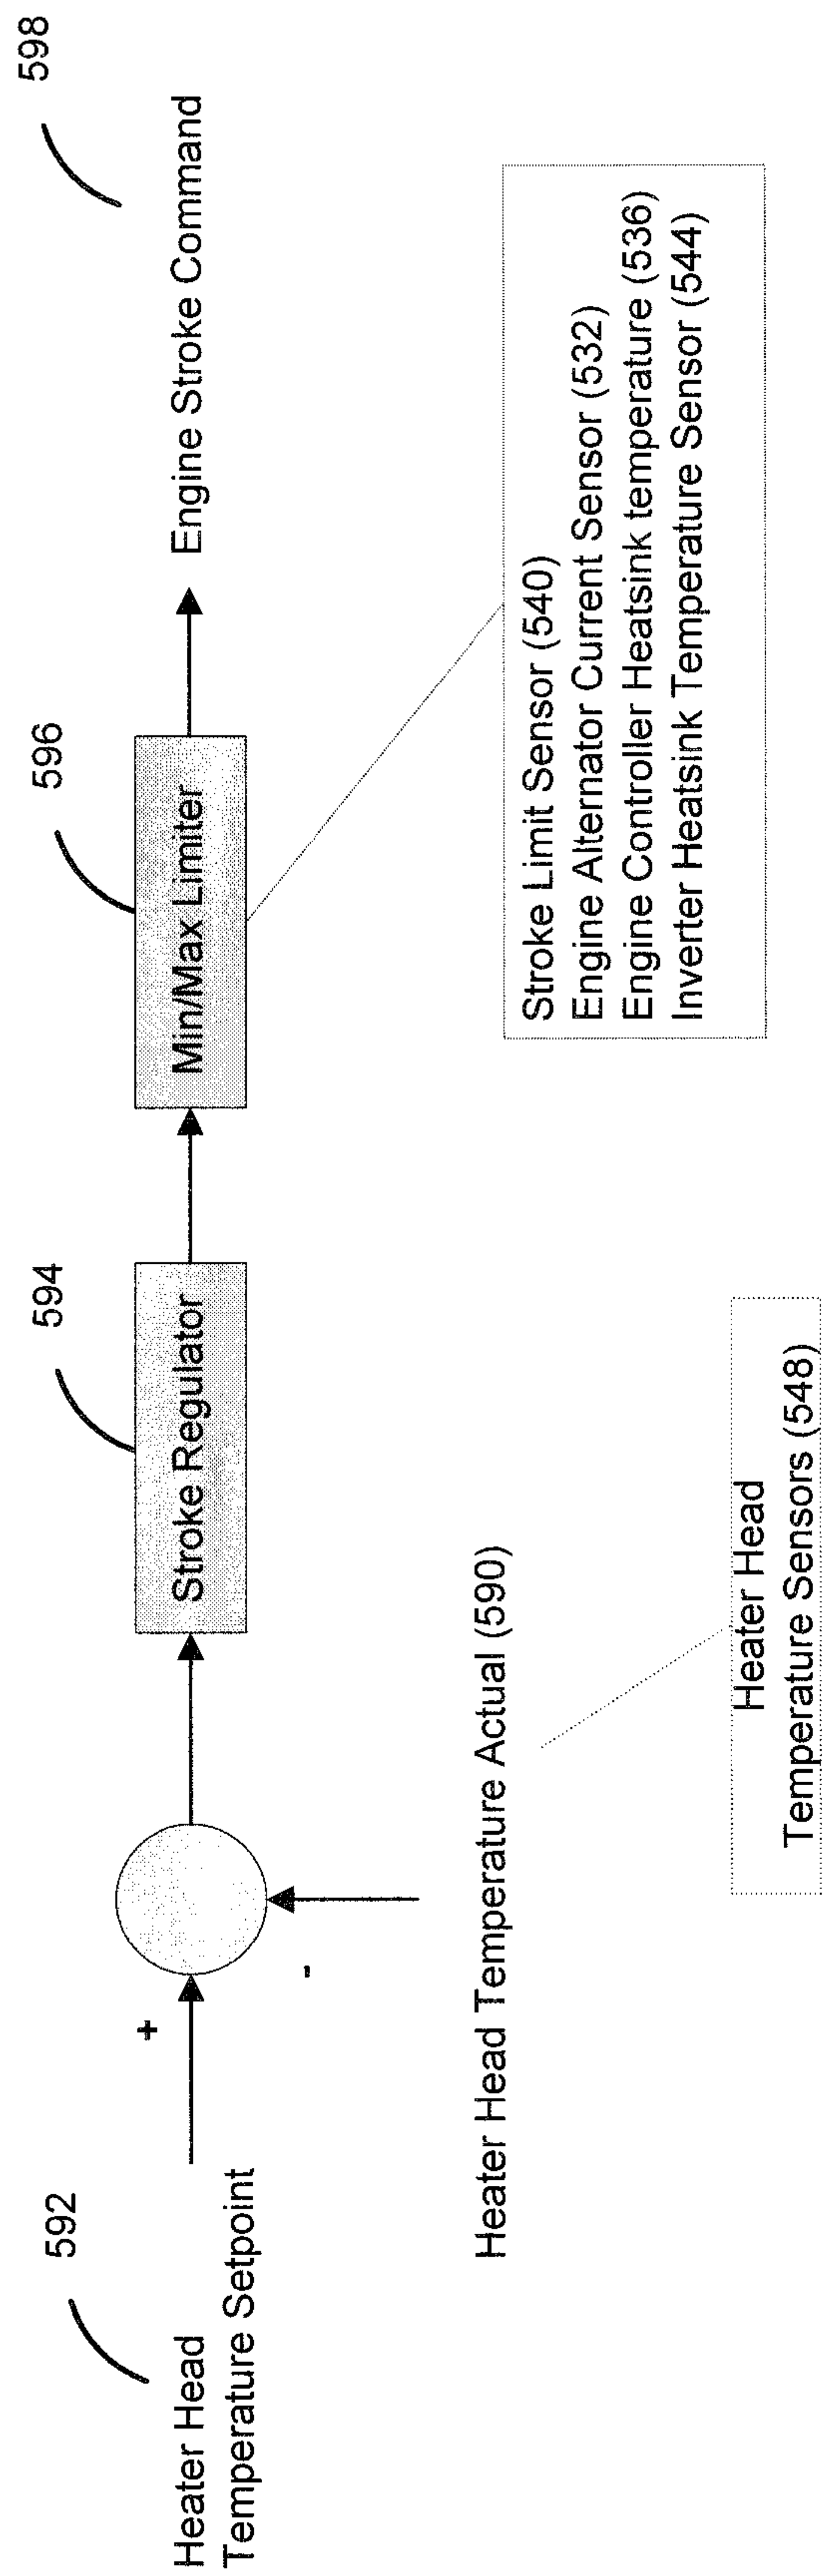 592
Heater Head
Temperature Setpoint
+
-
Heater Head Temperature Actual (590)
Heater Head
Temperature Sensors (548)
594
Stroke Regulator
596
Min/Max Limiter
Stroke Limit Sensor (540)
Engine Alternator Current Sensor (532)
Engine Controller Heatsink temperature (536)
Inverter Heatsink Temperature Sensor (544)
598
Engine Stroke Command